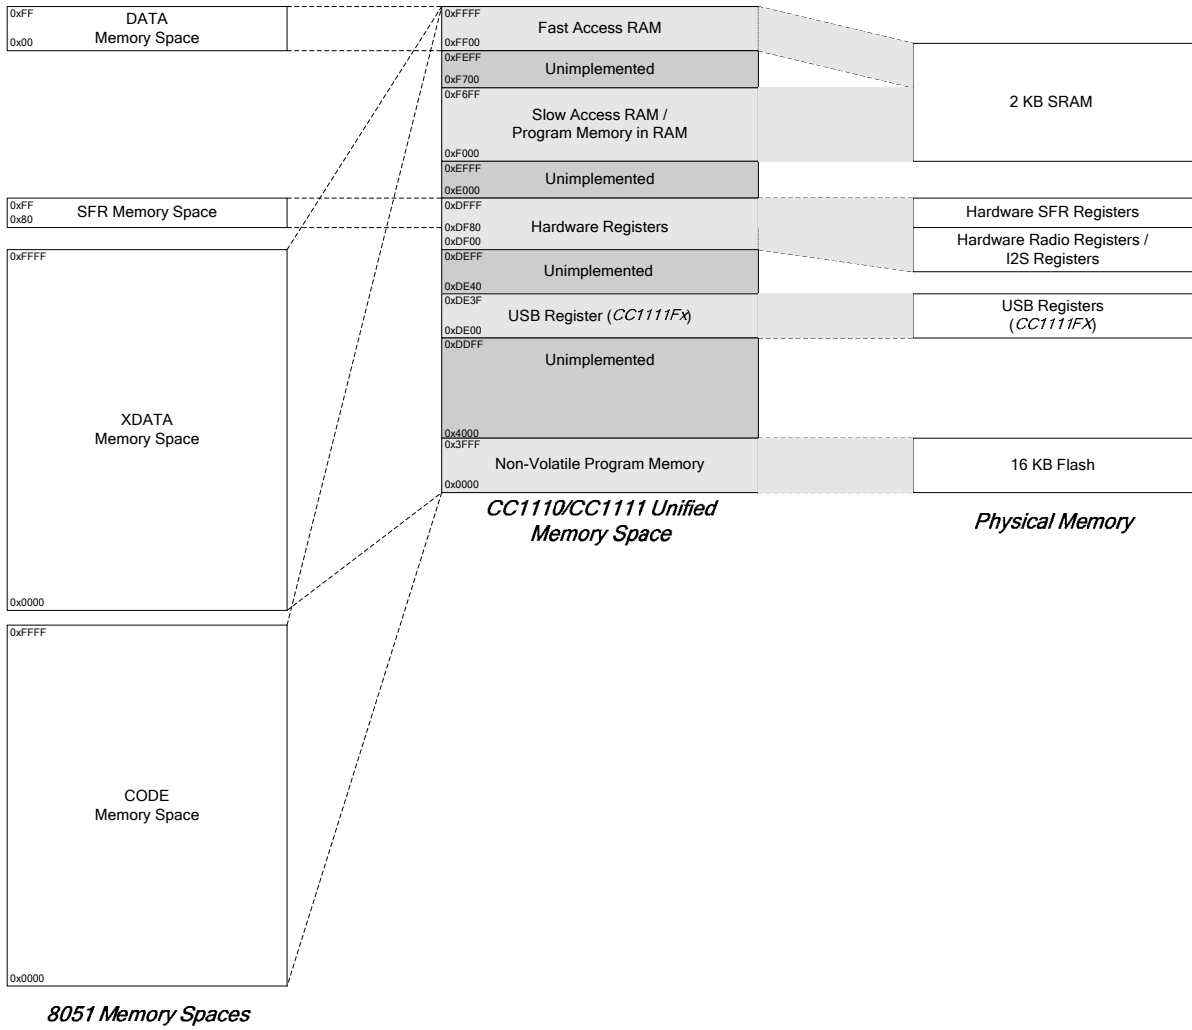 0xFF
DATA
Memory Space
0x00
0xFF
SFR Memory Space
0x80
0xFFFF
XDATA
Memory Space
0x0000
0xFFFF
CODE
Memory Space
0x0000
8051 Memory Spaces
0xFFFF
Fast Access RAM
0xFF00
0xFEFF
Unimplemented
0xF700
0xF6FF
Slow Access RAM /
Program Memory in RAM
0xF000
0xEFFF
Unimplemented
0xE000
0xDFFF
Hardware Registers
0xDF80
0xDF00
0xDEFF
Unimplemented
0xDE40
0xDE3F
USB Register (CC1111Fx)
0xDE00
0xDDFF
Unimplemented
0x4000
0x3FFF
Non-Volatile Program Memory
0x0000
CC1110/CC1111 Unified
Memory Space
2 KB SRAM
Hardware SFR Registers
Hardware Radio Registers /
I2S Registers
USB Registers
(CC1111FX)
16 KB Flash
Physical Memory